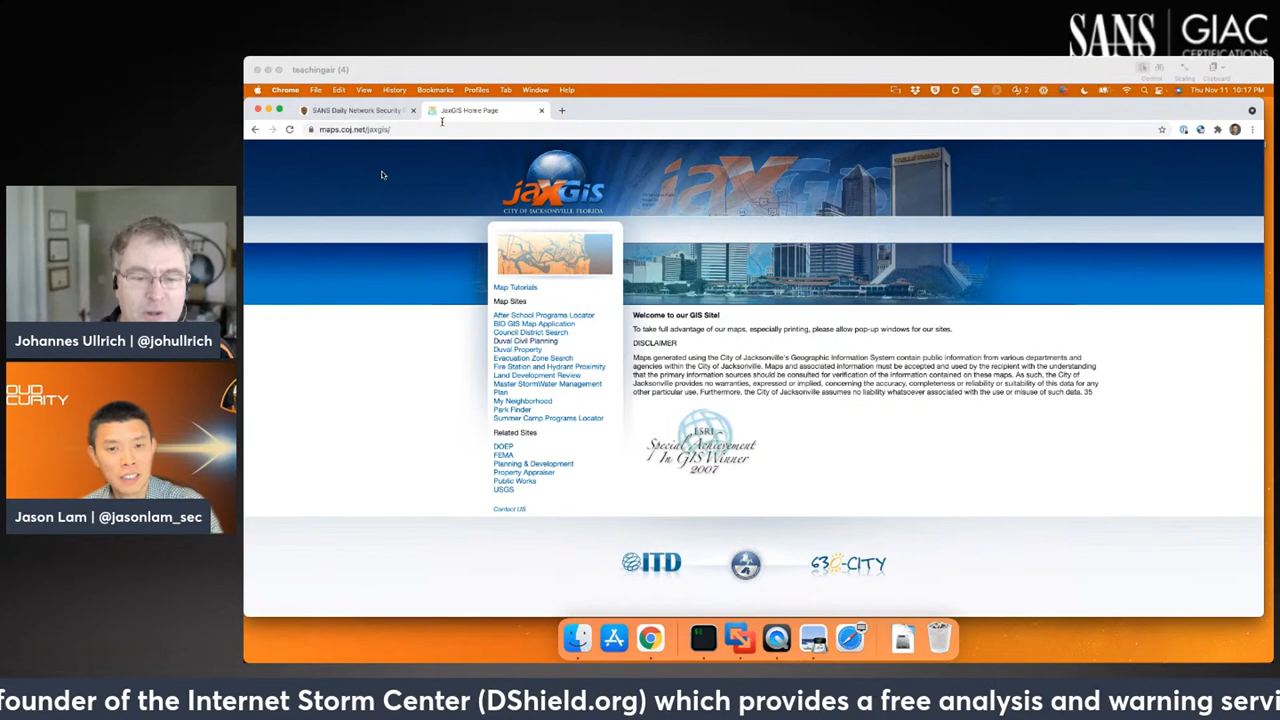 SANS GIAC
CERTIFICATIONS
teachingair (4)
Control Scaling Clipboard
Chrome File Edit View History Bookmarks Profiles Tab Window Help
2 Thu Nov 11 10:17 PM
SANS Daily Network Security JaxGIS Home Page
maps.coj.net/jaxgis/
jaxGis
CITY OF JACKSONVILLE, FLORIDA
jaxGis
Map Tutorials
Map Sites
After School Programs Locator
BID GIS Map Application
Council District Search
Duval Civil Planning
Duval Property
Evacuation Zone Search
Fire Station and Hydrant Proximity
Land Development Review
Master StormWater Management
Plan
My Neighborhood
Park Finder
Summer Camp Programs Locator
Related Sites
DOEP
FEMA
Planning & Development
Property Appraiser
Public Works
USGS
Contact US
Welcome to our GIS Site!
To take full advantage of our maps, especially printing, please allow pop-up windows for our sites.
DISCLAIMER
Maps generated using the City of Jacksonville's Geographic Information System contain public information from various departments and
agencies within the City of Jacksonville. Maps and associated information must be accepted and used by the recipient with the understanding
that the primary information sources should be consulted for verification of the information contained on these maps. As such, the City of
Jacksonville provides no warranties, expressed or implied, concerning the accuracy, completeness or reliability or suitability of this data for any
other particular use. Furthermore, the City of Jacksonville assumes no liability whatsoever associated with the use or misuse of such data. 35
ESRI
Special Achievement
In GIS Winner
2007
ITD
630-CITY
Johannes Ullrich | @johullrich
OUD
CURITY
Jason Lam | @jasonlam_sec
founder of the Internet Storm Center (DShield.org) which provides a free analysis and warning servi